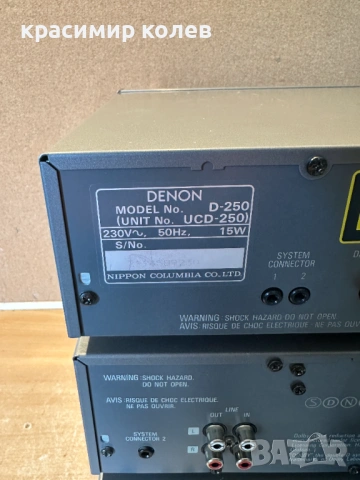 красимир колев
DENON
MODEL No. D-250
(UNIT No. UCD-250)
230V∿, 50Hz, 15W
S/No.
NIPPON COLUMBIA CO., LTD.
SYSTEM
CONNECTOR
1 2
WARNING: SHOCK HAZARD. DO NOT OPEN.
AVIS: RISQUE DE CHOC ELECTRIQUE-NE PAS
WARNING: SHOCK HAZARD.
DO NOT OPEN.
AVIS: RISQUE DE CHOC ELECTRIQUE.
NE PAS OUVRIR.
LINE
OUT IN
L
R
SYSTEM
CONNECTOR 2
bazar